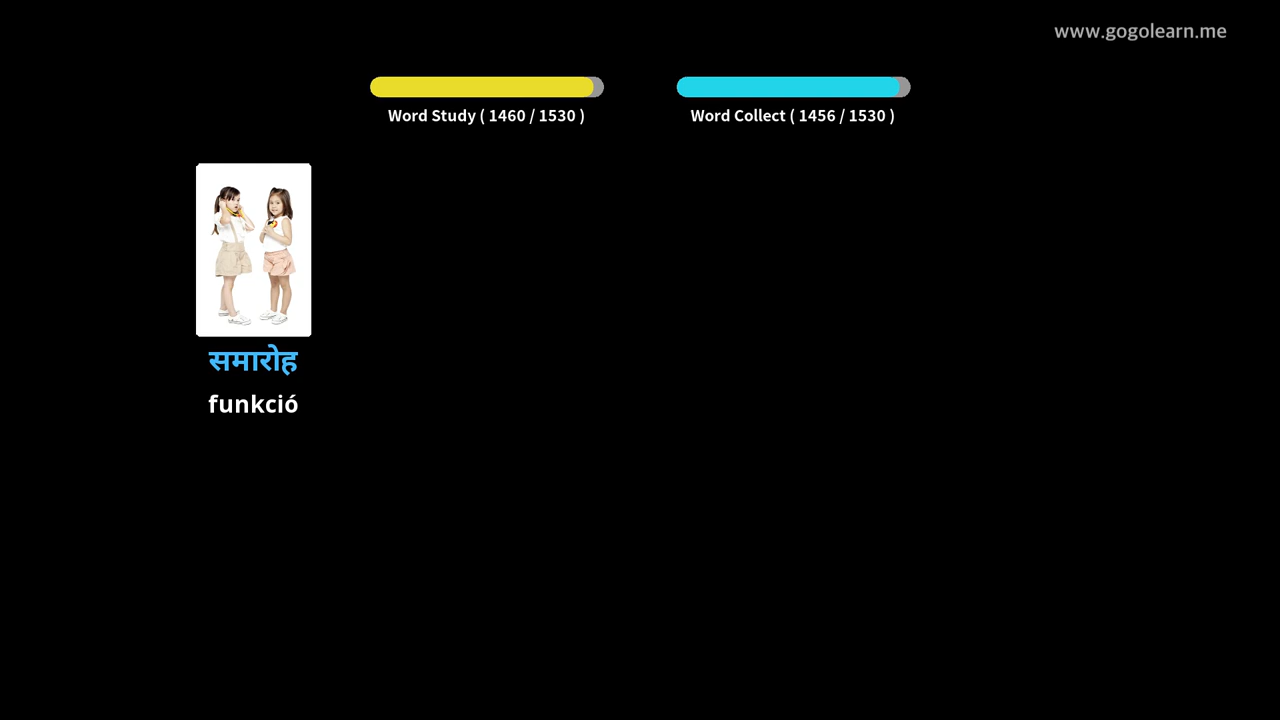 www.gogolearn.me
Word Study ( 1460 / 1530 )
Word Collect ( 1456 / 1530 )
समारोह
funkció